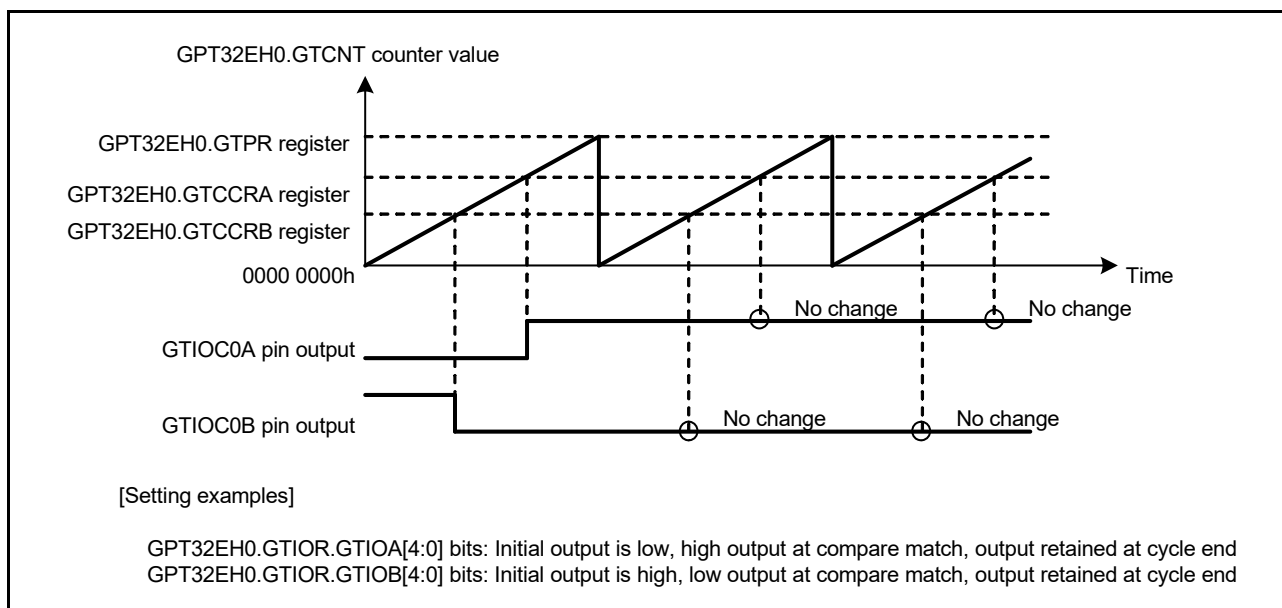 GPT32EH0.GTCNT counter value
GPT32EH0.GTPR register
GPT32EH0.GTCCRA register
GPT32EH0.GTCCRB register
0000 0000h
Time
No change
No change
GTIOC0A pin output
No change
No change
GTIOC0B pin output
[Setting examples]
GPT32EH0.GTIOR.GTIOA[4:0] bits: Initial output is low, high output at compare match, output retained at cycle end
GPT32EH0.GTIOR.GTIOB[4:0] bits: Initial output is high, low output at compare match, output retained at cycle end